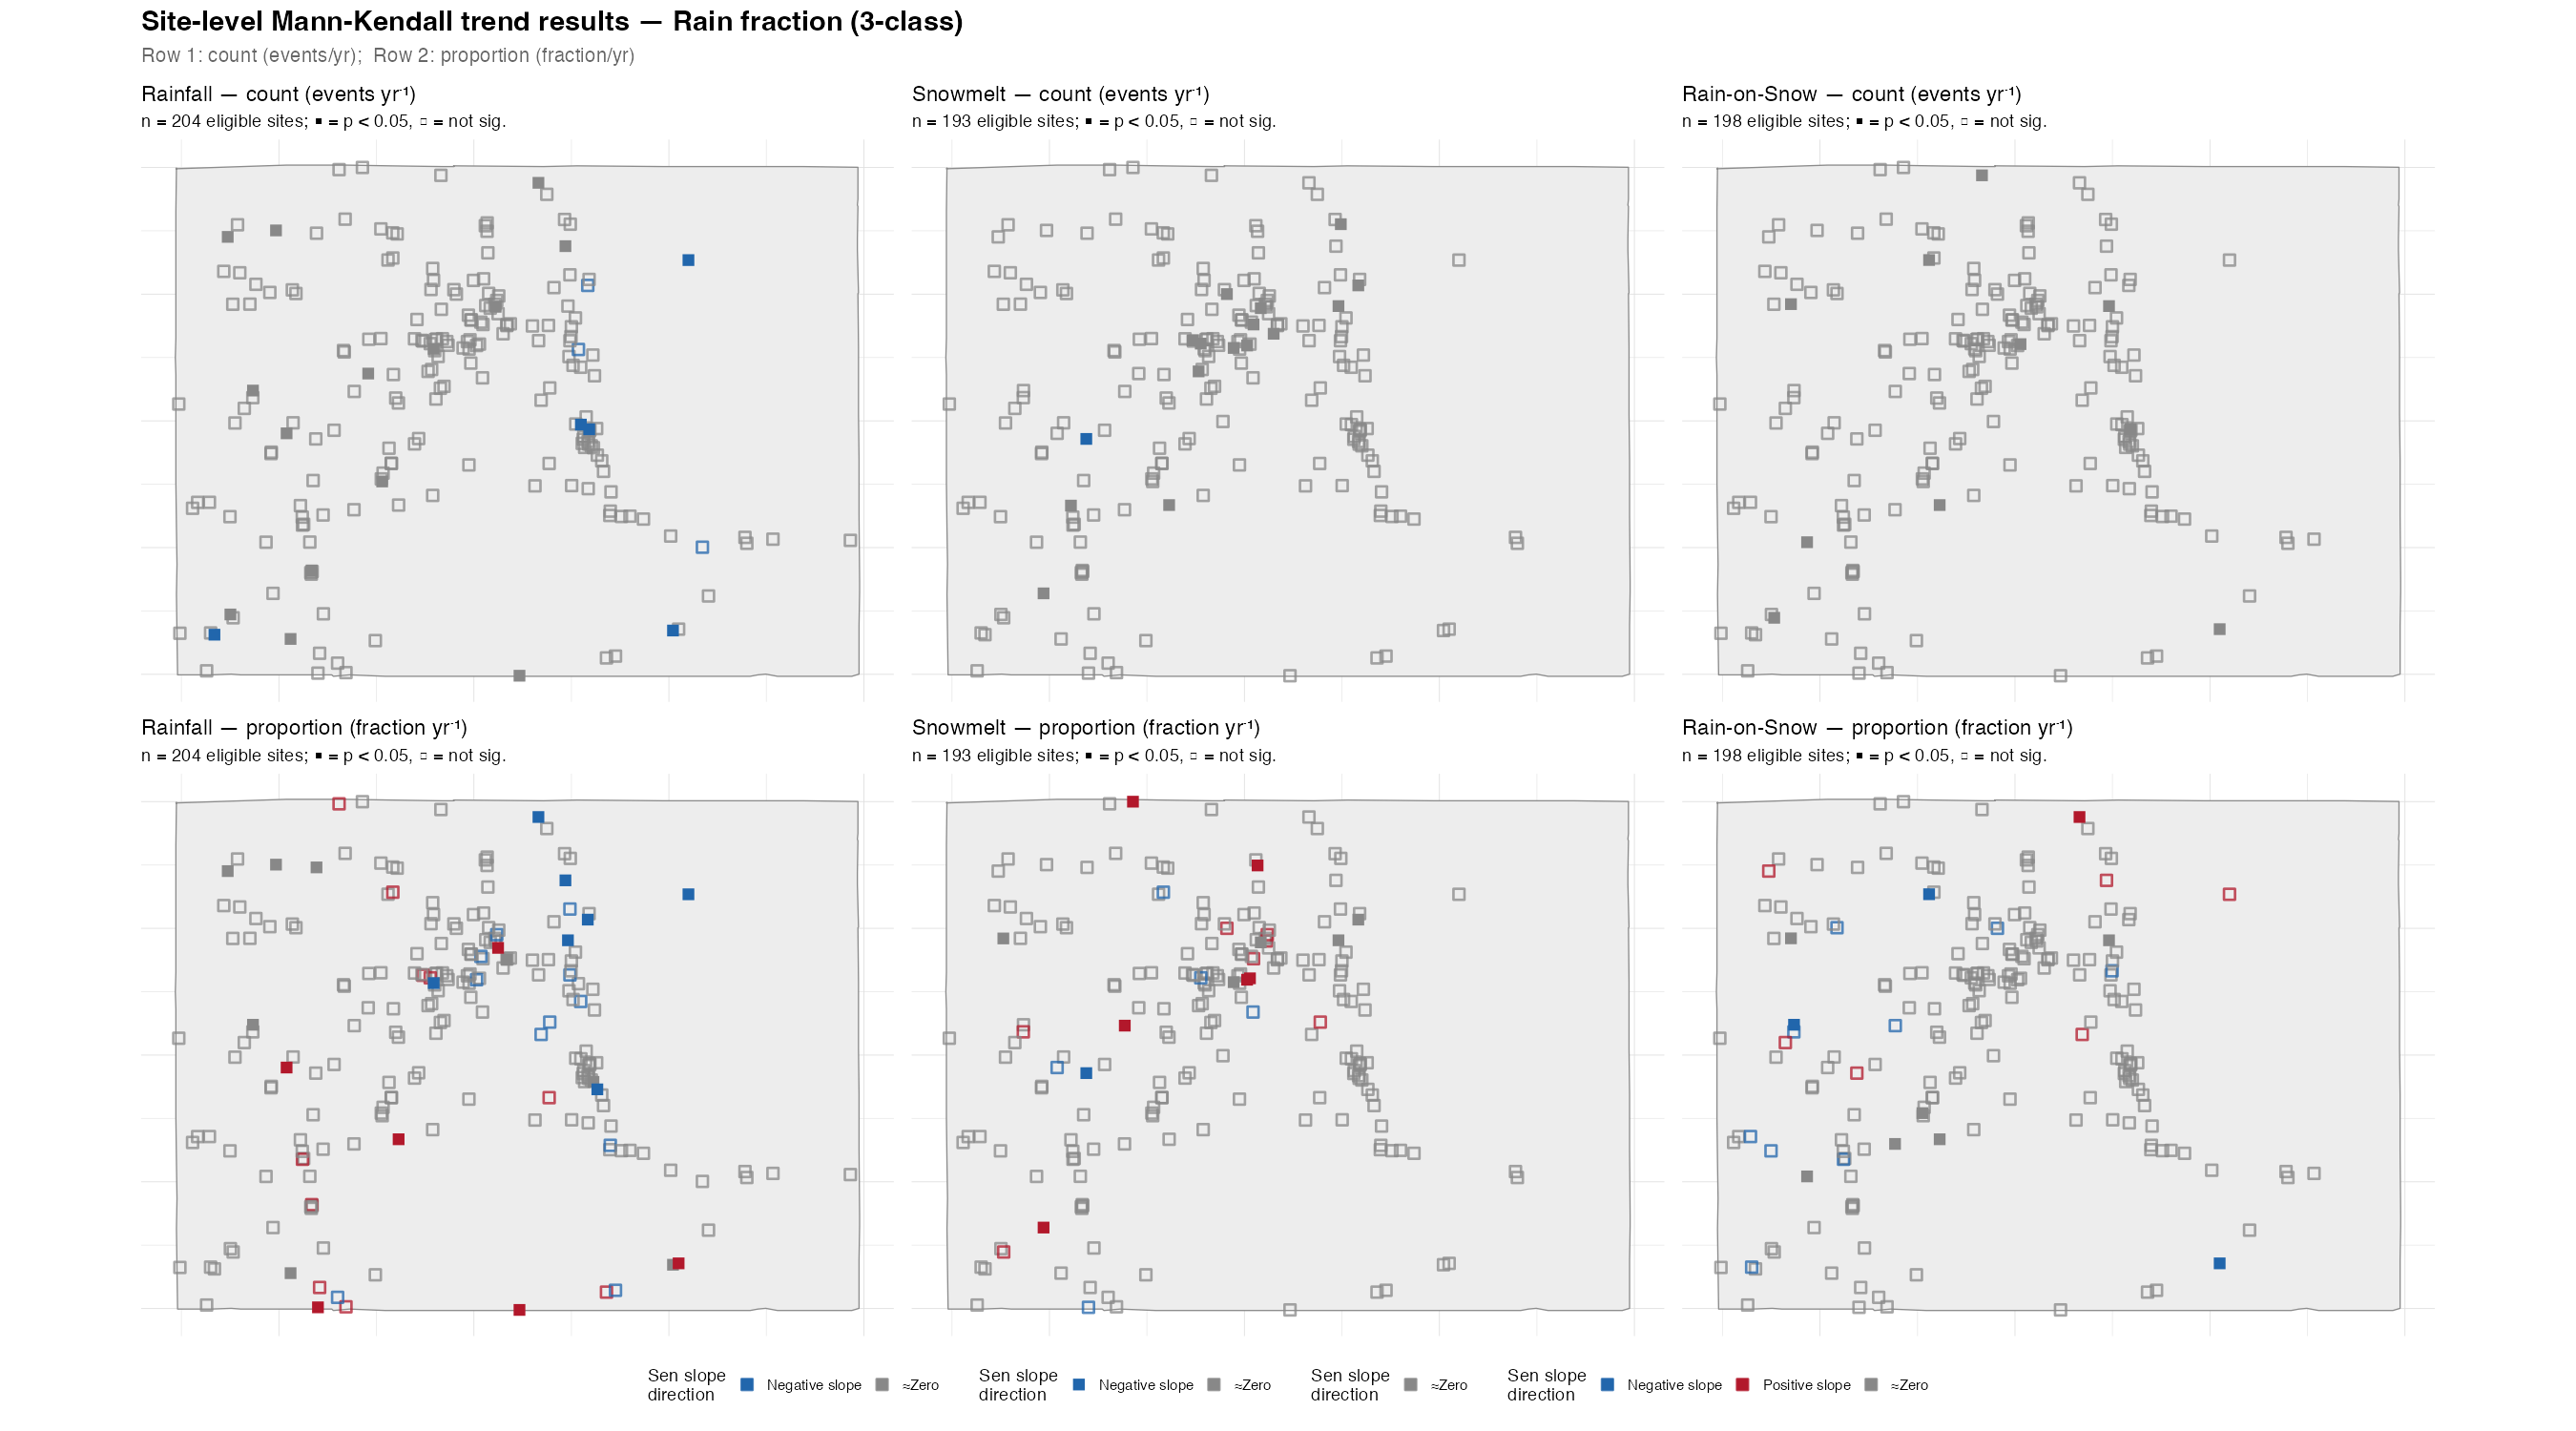 Site-level Mann-Kendall trend results — Rain fraction (3-class)
Row 1: count (events/yr);  Row 2: proportion (fraction/yr)
Rainfall — count (events yr⁻¹)
n = 204 eligible sites; ▪ = p < 0.05, ▫ = not sig.
Snowmelt — count (events yr⁻¹)
n = 193 eligible sites; ▪ = p < 0.05, ▫ = not sig.
Rain-on-Snow — count (events yr⁻¹)
n = 198 eligible sites; ▪ = p < 0.05, ▫ = not sig.
Rainfall — proportion (fraction yr⁻¹)
n = 204 eligible sites; ▪ = p < 0.05, ▫ = not sig.
Snowmelt — proportion (fraction yr⁻¹)
n = 193 eligible sites; ▪ = p < 0.05, ▫ = not sig.
Rain-on-Snow — proportion (fraction yr⁻¹)
n = 198 eligible sites; ▪ = p < 0.05, ▫ = not sig.
Sen slope
direction
Negative slope
≈Zero
Sen slope
direction
Negative slope
≈Zero
Sen slope
direction
≈Zero
Sen slope
direction
Negative slope
Positive slope
≈Zero